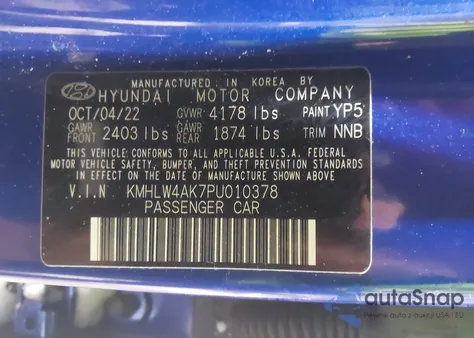 MANUFACTURED IN KOREA BY
HYUNDAI MOTOR COMPANY
OCT/04/22 GVWR 4178 lbs PAINT YP5
GAWR FRONT 2403 lbs GAWR REAR 1874 lbs TRIM NNB
THIS VEHICLE CONFORMS TO ALL APPLICABLE U.S.A. FEDERAL
MOTOR VEHICLE SAFETY, BUMPER, AND THEFT PREVENTION
STANDARDS IN EFFECT ON THE DATE OF MANUFACTURE SHOWN ABOVE.
V.I.N KMHLW4AK7PU010378
PASSENGER CAR
autoSnap